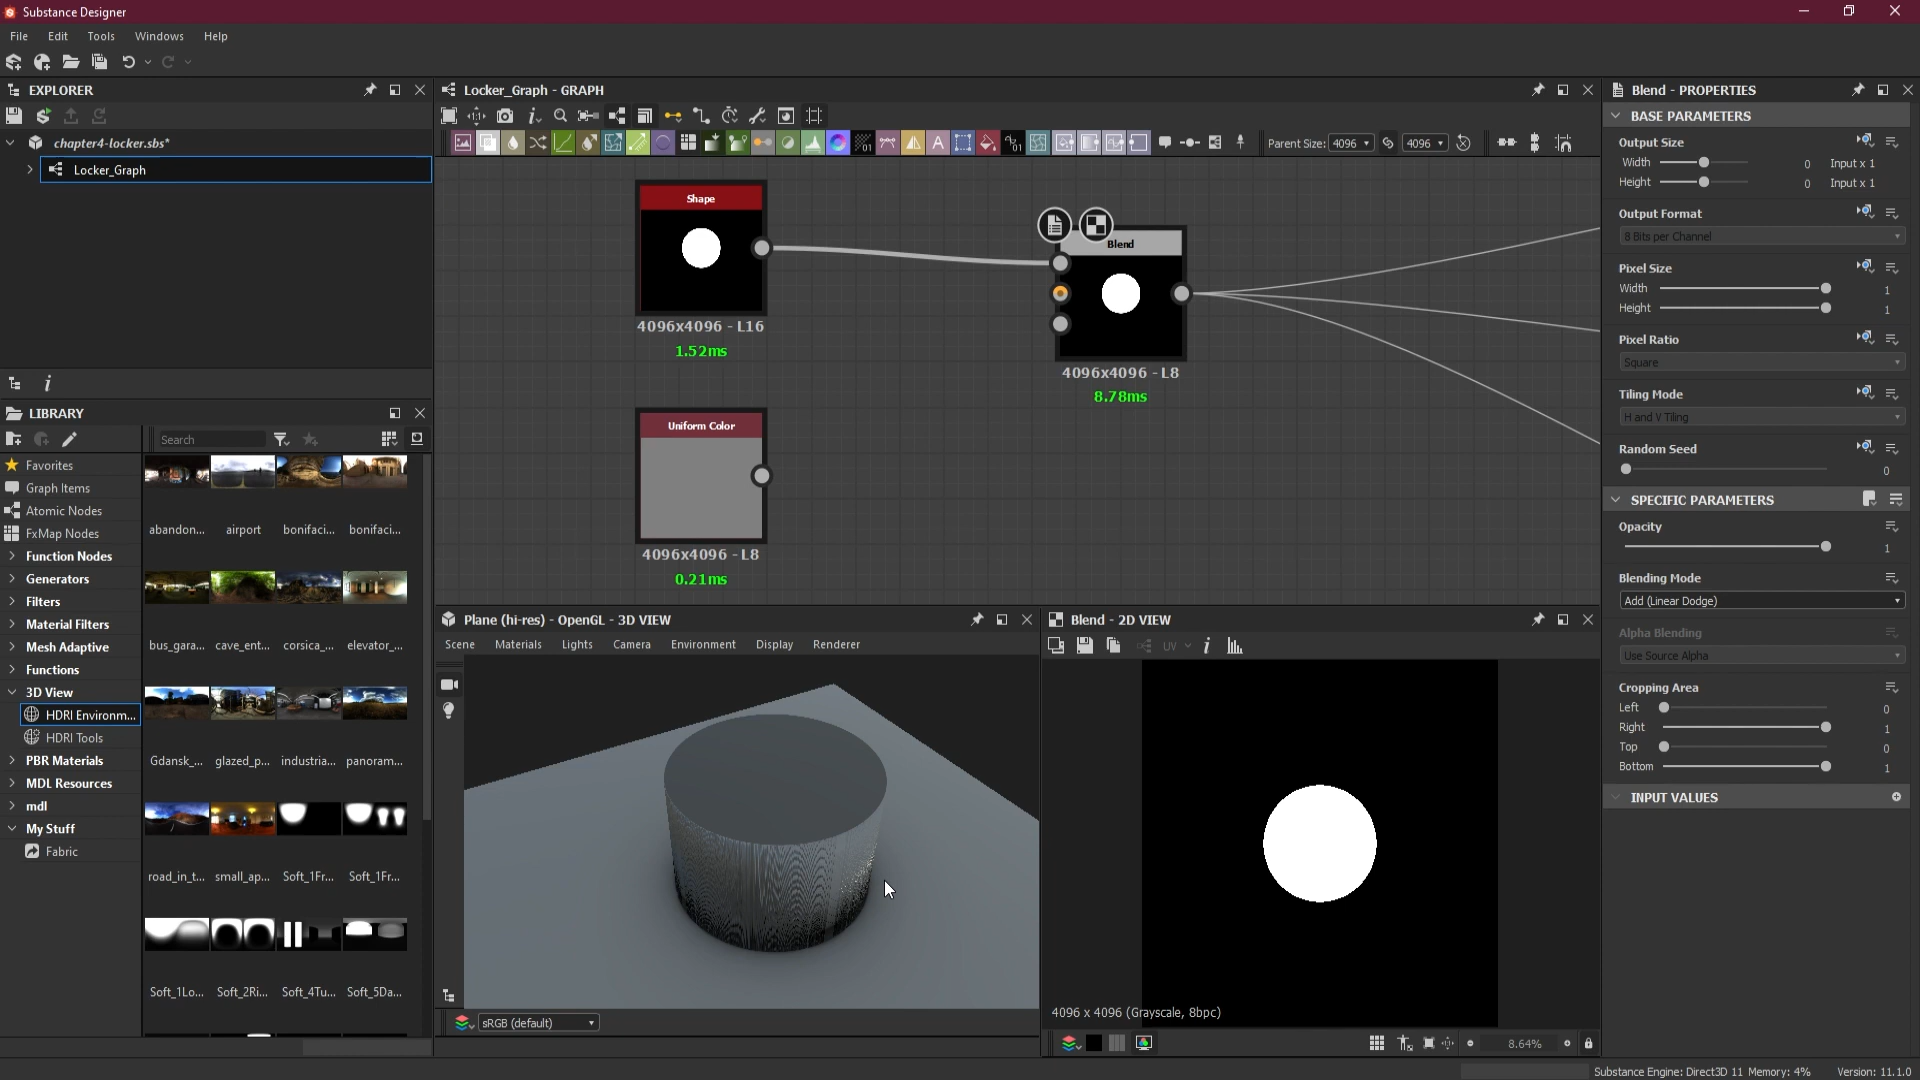 Substance Designer
File Edit Tools Windows Help
EXPLORER
chapter4-locker.sbs*
Locker_Graph
LIBRARY
Search
Favorites
Graph Items
Atomic Nodes
FxMap Nodes
Function Nodes
Generators
Filters
Material Filters
Mesh Adaptive
Functions
3D View
HDRI Environm...
HDRI Tools
PBR Materials
MDL Resources
mdl
My Stuff
Fabric
abandon... airport bonifaci... bonifaci...
bus_gara... cave_ent... corsica_... elevator_...
Gdansk_... glazed_p... industria... panoram...
road_in_t... small_ap... Soft_1Fr... Soft_1Fr...
Soft_1Lo... Soft_2Ri... Soft_4Tu... Soft_5Da...
Locker_Graph - GRAPH
Parent Size: 4096 4096
Shape
4096x4096 - L16
1.52ms
Blend
4096x4096 - L8
8.78ms
Uniform Color
4096x4096 - L8
0.21ms
Plane (hi-res) - OpenGL - 3D VIEW
Scene Materials Lights Camera Environment Display Renderer
sRGB (default)
Blend - 2D VIEW
UV
4096 x 4096 (Grayscale, 8bpc)
8.64%
Blend - PROPERTIES
BASE PARAMETERS
Output Size
Width 0 Input x 1
Height 0 Input x 1
Output Format
8 Bits per Channel
Pixel Size
Width 1
Height 1
Pixel Ratio
Square
Tiling Mode
H and V Tiling
Random Seed
0
SPECIFIC PARAMETERS
Opacity
1
Blending Mode
Add (Linear Dodge)
Alpha Blending
Use Source Alpha
Cropping Area
Left 0
Right 1
Top 0
Bottom 1
INPUT VALUES
Substance Engine: Direct3D 11 Memory: 4% Version: 11.1.0